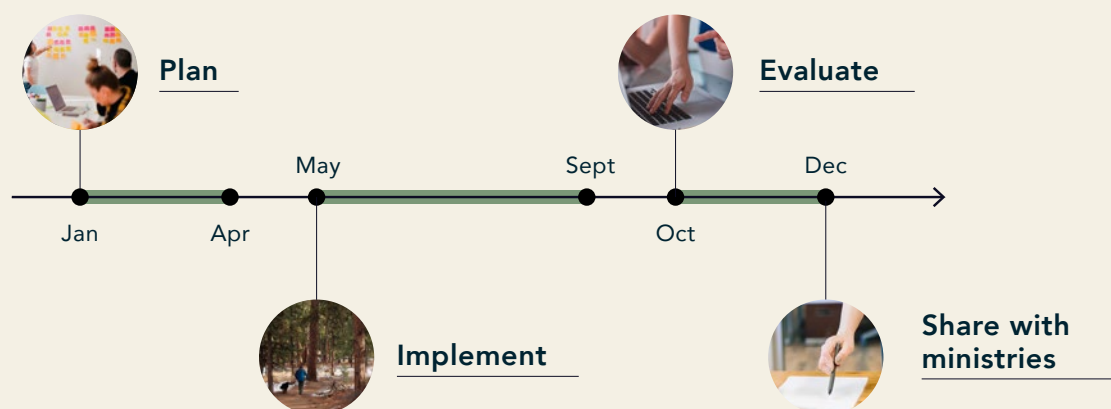 Plan
Evaluate
May
Sept
Dec
Jan
Apr
Oct
Implement
Share with
ministries